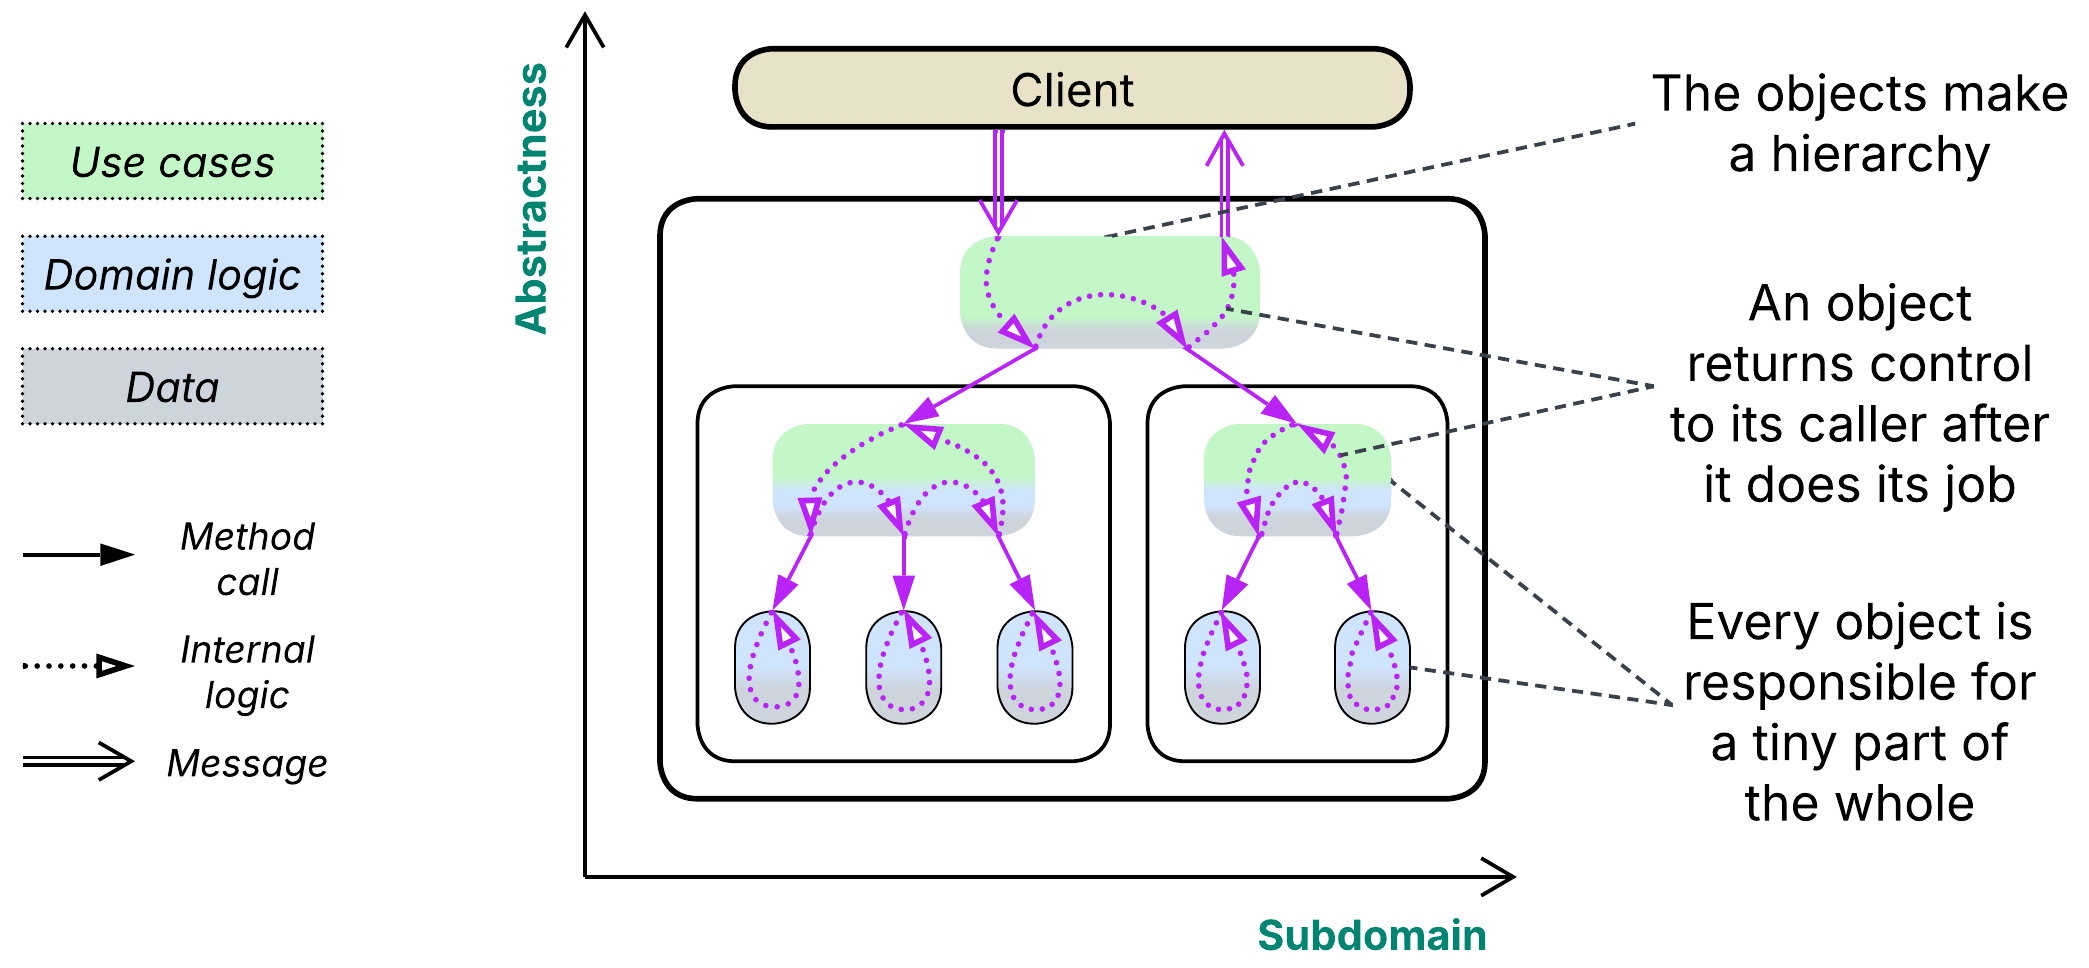 Use cases
Domain logic
Data
Method
call
Internal
logic
Message
Abstractness
Client
Subdomain
The objects make
a hierarchy
An object
returns control
to its caller after
it does its job
Every object is
responsible for
a tiny part of
the whole